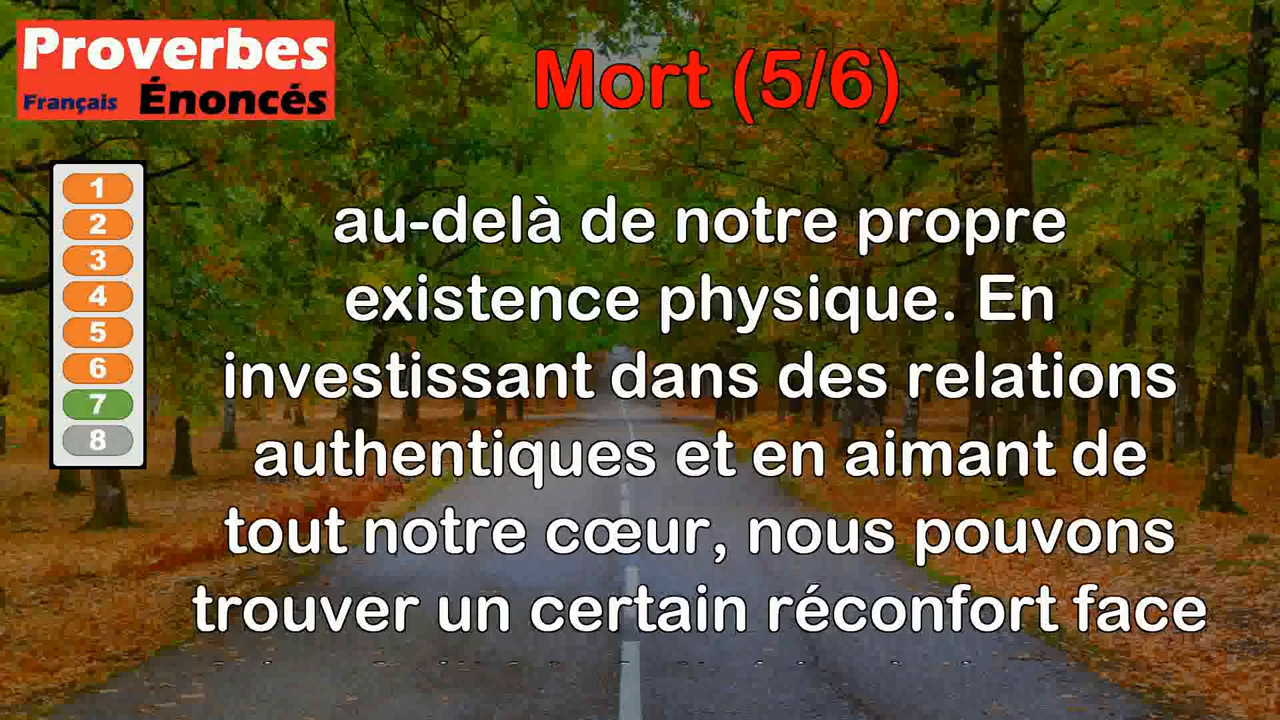 Proverbes
Français Énoncés
Mort (5/6)
1
2
3
4
5
6
7
8
au-delà de notre propre
existence physique. En
investissant dans des relations
authentiques et en aimant de
tout notre cœur, nous pouvons
trouver un certain réconfort face